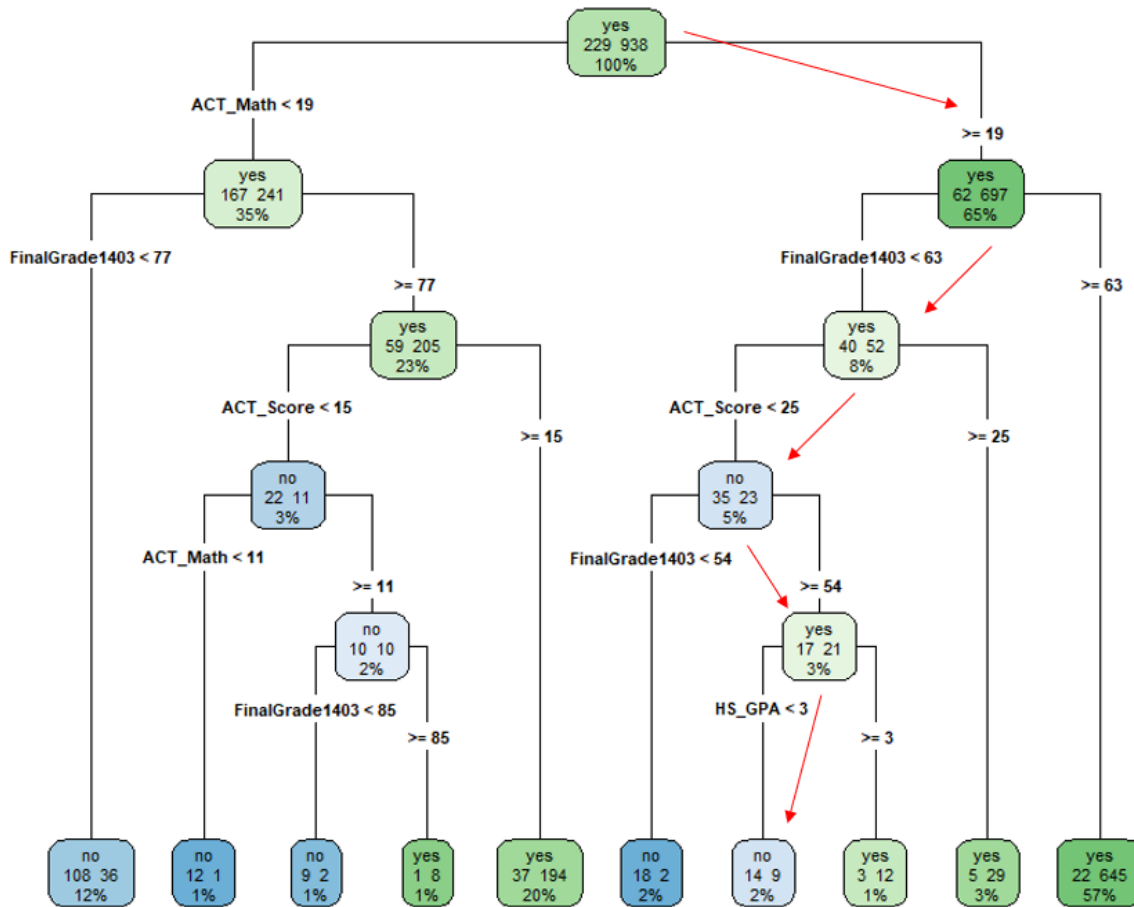 yes
229 938
100%
ACT_Math < 19
>= 19
yes
167 241
35%
yes
62 697
65%
FinalGrade1403 < 77
>= 77
FinalGrade1403 < 63
>= 63
yes
59 205
23%
yes
40 52
8%
ACT_Score < 15
>= 15
ACT_Score < 25
>= 25
no
22 11
3%
no
35 23
5%
ACT_Math < 11
>= 11
FinalGrade1403 < 54
>= 54
no
10 10
2%
yes
17 21
3%
FinalGrade1403 < 85
>= 85
HS_GPA < 3
>= 3
no
108 36
12%
no
12 1
1%
no
9 2
1%
yes
1 8
1%
yes
37 194
20%
no
18 2
2%
no
14 9
2%
yes
3 12
1%
yes
5 29
3%
yes
22 645
57%